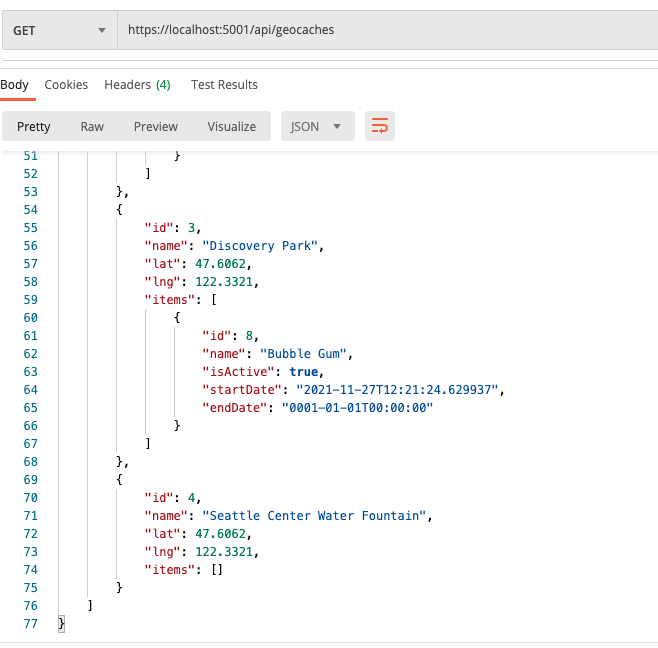 GET https://localhost:5001/api/geocaches
Body Cookies Headers (4) Test Results
Pretty Raw Preview Visualize JSON
51 }
52 ]
53 },
54 {
55 "id": 3,
56 "name": "Discovery Park",
57 "lat": 47.6062,
58 "lng": 122.3321,
59 "items": [
60 {
61 "id": 8,
62 "name": "Bubble Gum",
63 "isActive": true,
64 "startDate": "2021-11-27T12:21:24.629937",
65 "endDate": "0001-01-01T00:00:00"
66 }
67 ]
68 },
69 {
70 "id": 4,
71 "name": "Seattle Center Water Fountain",
72 "lat": 47.6062,
73 "lng": 122.3321,
74 "items": []
75 }
76 ]
77 }